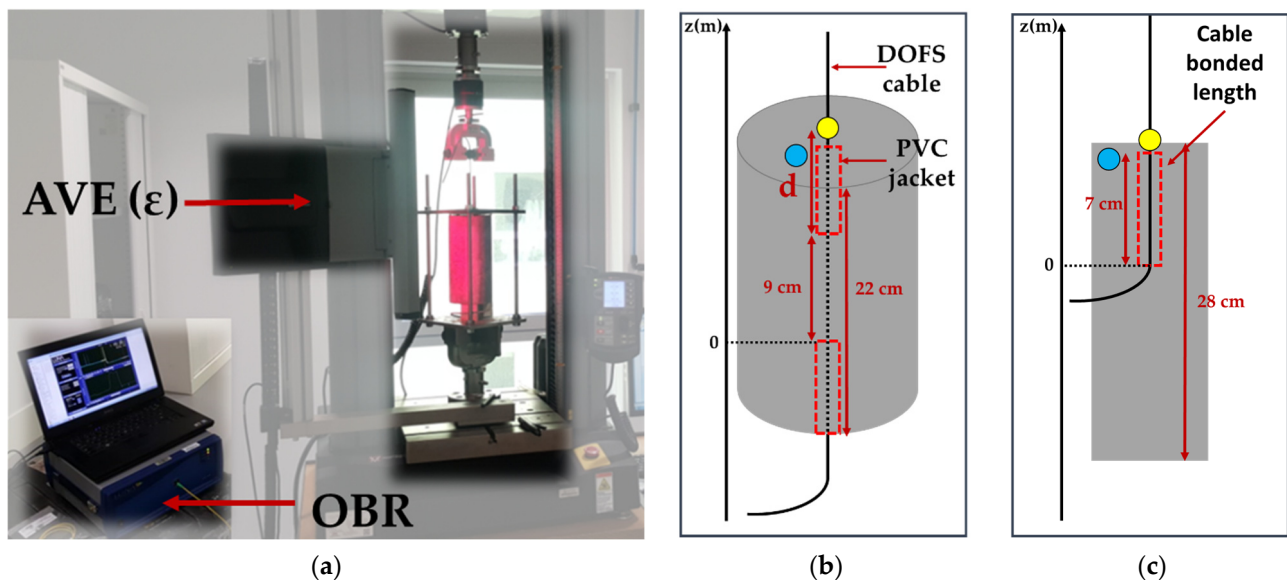 AVE (ε)
OBR
(a)
z(m)
DOFS
cable
PVC
jacket
d
9 cm
22 cm
0
(b)
z(m)
Cable
bonded
length
7 cm
0
28 cm
(c)